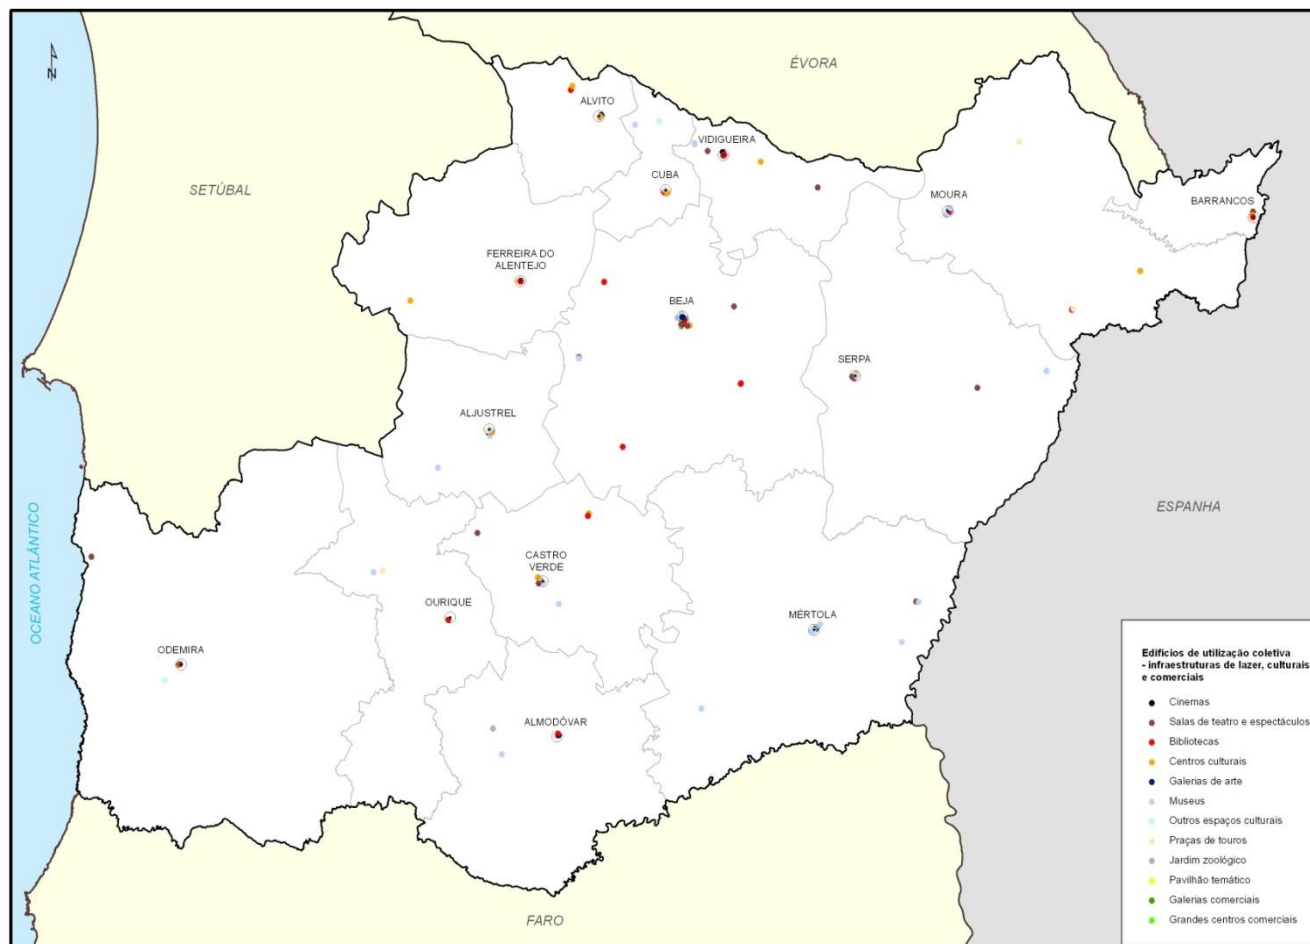 ÉVORA
ALVITO
VIDIGUEIRA
SETÚBAL
CUBA
MOURA
BARRANCOS
FERREIRA DO
ALENTEJO
BEJA
SERPA
ALJUSTREL
OCEANO ATLÂNTICO
ESPANHA
CASTRO
VERDE
OURIQUE
MÉRTOLA
ODEMIRA
ALMODÓVAR
FARO
Edifícios de utilização coletiva
- infraestruturas de lazer, culturais
e comerciais
Cinemas
Salas de teatro e espectáculos
Bibliotecas
Centros culturais
Galerias de arte
Museus
Outros espaços culturais
Praças de touros
Jardim zoológico
Pavilhão temático
Galerias comerciais
Grandes centros comerciais